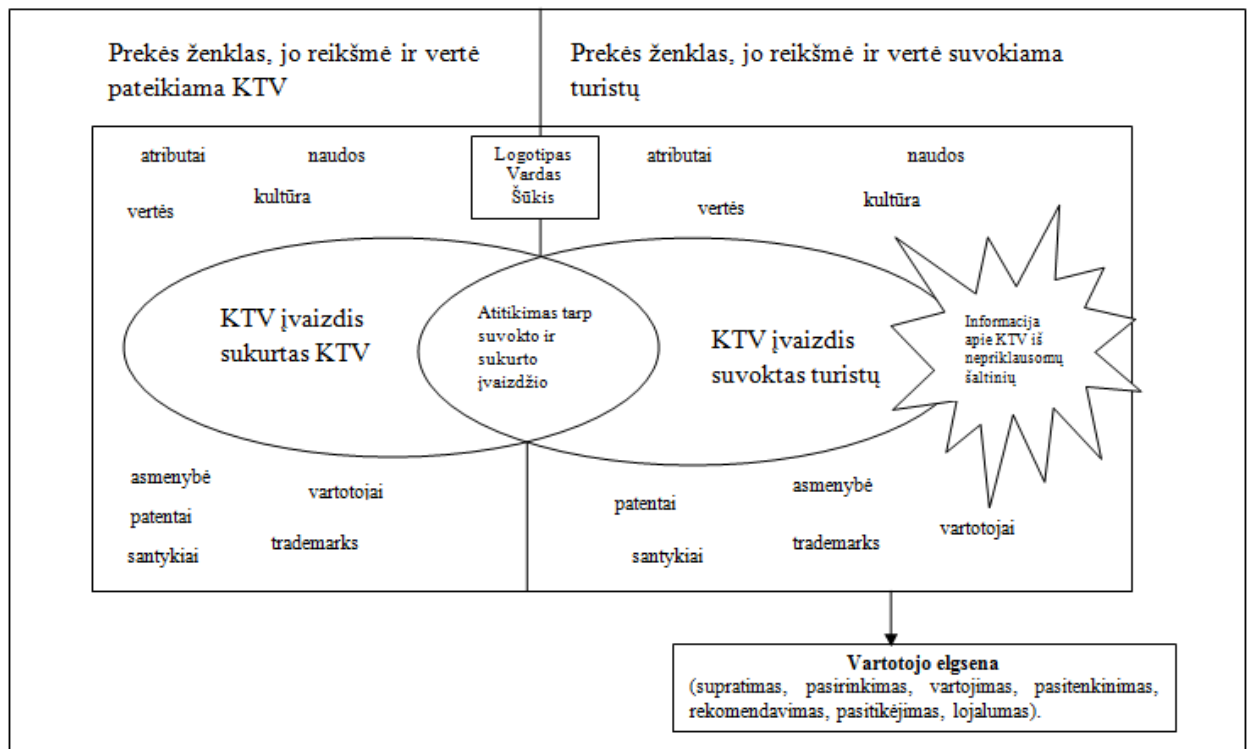 Prekės ženklas, jo reikšmė ir vertė
pateikiama KTV
Prekės ženklas, jo reikšmė ir vertė suvokiama
turistų
atributai
naudos
vertės
kultūra
Logotipas
Vardas
Šūkis
atributai
naudos
vertės
kultūra
KTV įvaizdis
sukurtas KTV
Atitikimas tarp
suvokto ir
sukurto
įvaizdžio
KTV įvaizdis
suvoktas turistų
Informacija
apie KTV iš
nepriklausomų
šaltinių
asmenybė
vartotojai
patentai
santykiai
trademarks
patentai
asmenybė
vartotojai
santykiai
trademarks
Vartotojo elgsena
(supratimas, pasirinkimas, vartojimas, pasitenkinimas,
rekomendavimas, pasitikėjimas, lojalumas).